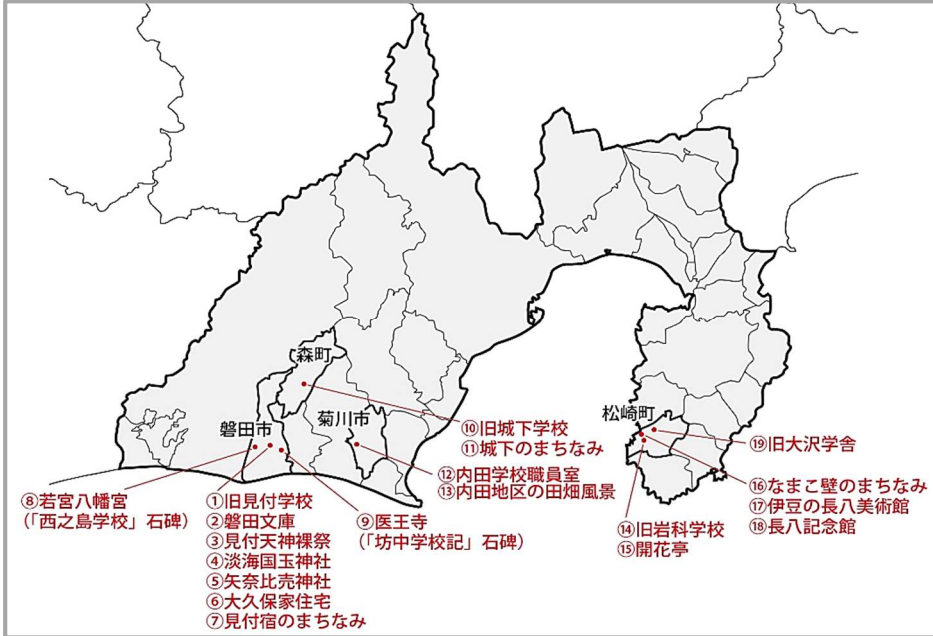 森町
菊川市
磐田市
松崎町
⑩旧城下学校
⑪城下のまちなみ
⑫内田学校職員室
⑬内田地区の田畑風景
⑲旧大沢学舎
⑯なまこ壁のまちなみ
⑰伊豆の長八美術館
⑱長八記念館
⑭旧岩科学校
⑮開花亭
⑧若宮八幡宮
(「西之島学校」石碑)
①旧見付学校
②磐田文庫
③見付天神裸祭
④淡海国玉神社
⑤矢奈比売神社
⑥大久保家住宅
⑦見付宿のまちなみ
⑨医王寺
(「坊中学校記」石碑)